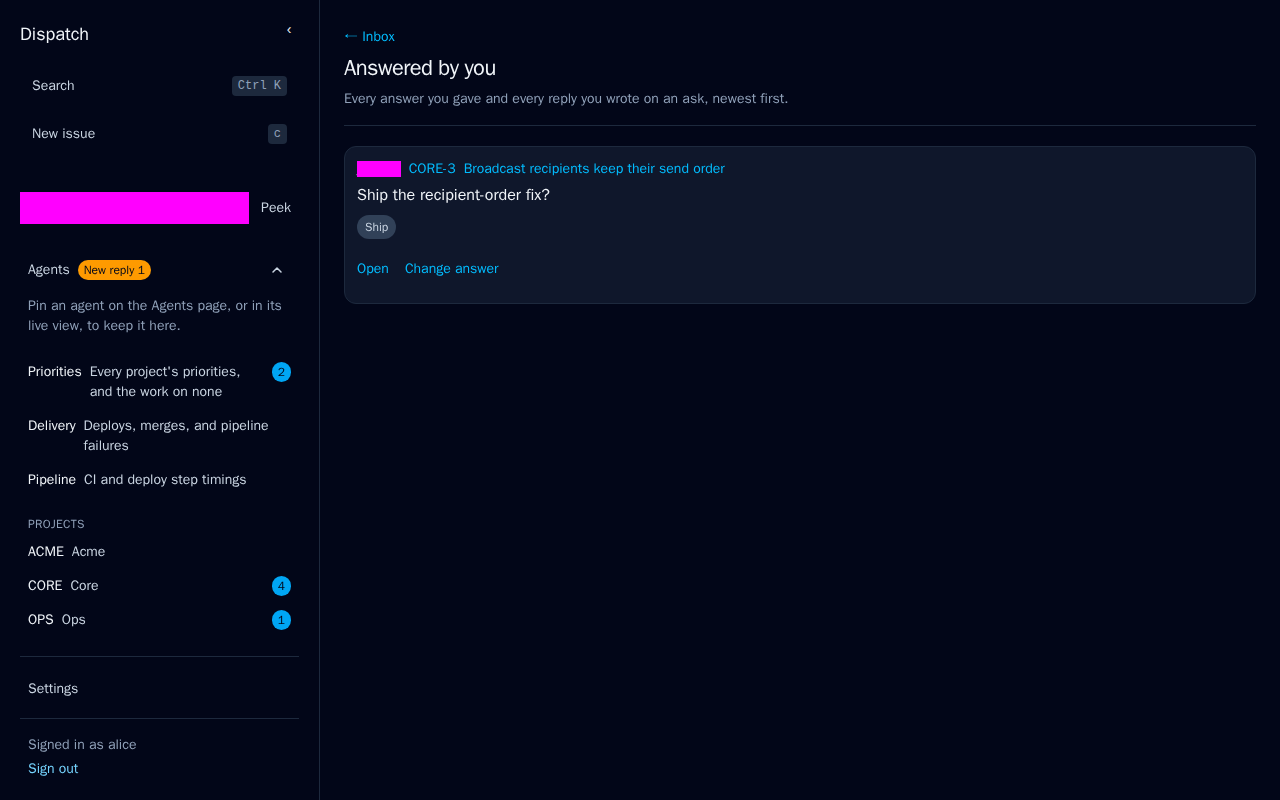 Dispatch
‹
Search
Ctrl K
New issue
C
Peek
Agents
New reply 1
Pin an agent on the Agents page, or in its
live view, to keep it here.
Priorities Every project's priorities,
and the work on none
2
Delivery Deploys, merges, and pipeline
failures
Pipeline CI and deploy step timings
PROJECTS
ACME Acme
CORE Core
4
OPS Ops
1
Settings
Signed in as alice
Sign out
← Inbox
Answered by you
Every answer you gave and every reply you wrote on an ask, newest first.
CORE-3 Broadcast recipients keep their send order
Ship the recipient-order fix?
Ship
Open Change answer